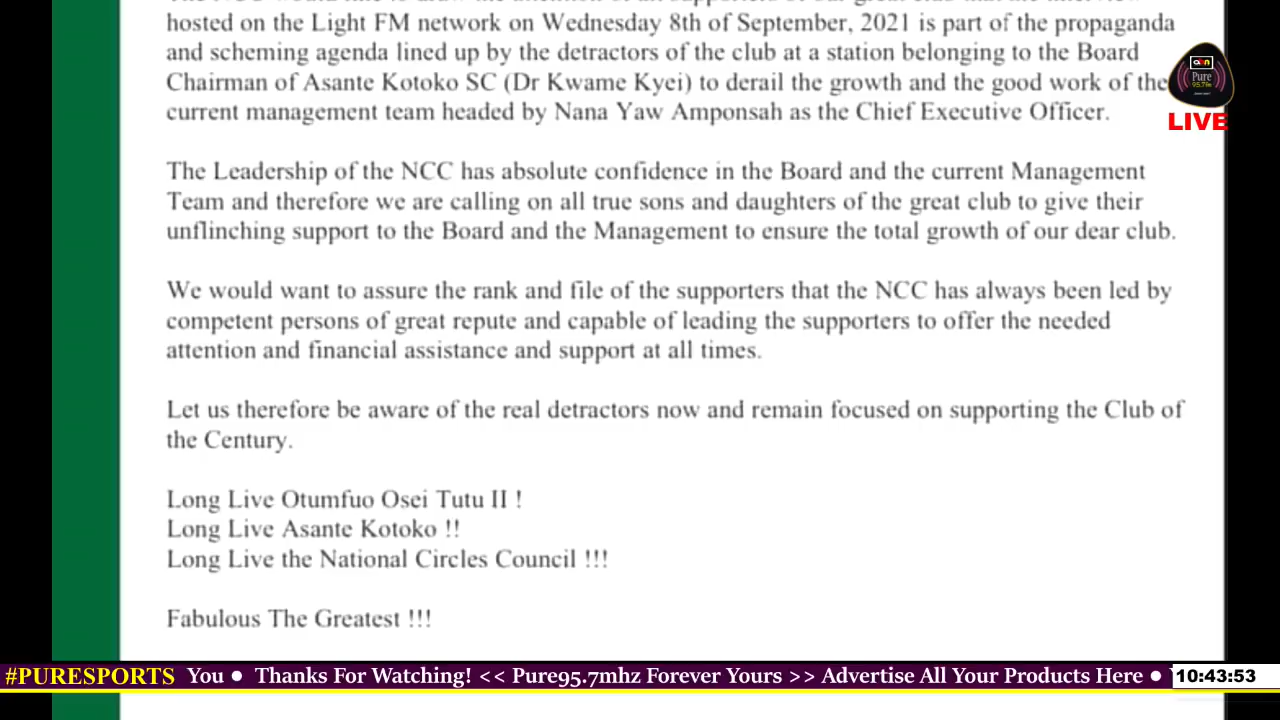 hosted on the Light FM network on Wednesday 8th of September, 2021 is part of the propaganda
and scheming agenda lined up by the detractors of the club at a station belonging to the Board
Chairman of Asante Kotoko SC (Dr Kwame Kyei) to derail the growth and the good work of the
current management team headed by Nana Yaw Amponsah as the Chief Executive Officer.
The Leadership of the NCC has absolute confidence in the Board and the current Management
Team and therefore we are calling on all true sons and daughters of the great club to give their
unflinching support to the Board and the Management to ensure the total growth of our dear club.
We would want to assure the rank and file of the supporters that the NCC has always been led by
competent persons of great repute and capable of leading the supporters to offer the needed
attention and financial assistance and support at all times.
Let us therefore be aware of the real detractors now and remain focused on supporting the Club of
the Century.
Long Live Otumfuo Osei Tutu II !
Long Live Asante Kotoko !!
Long Live the National Circles Council !!!
Fabulous The Greatest !!!
Pure
95.7fm
LIVE
#PURESPORTS You ● Thanks For Watching! << Pure95.7mhz Forever Yours >> Advertise All Your Products Here ●
10:43:53